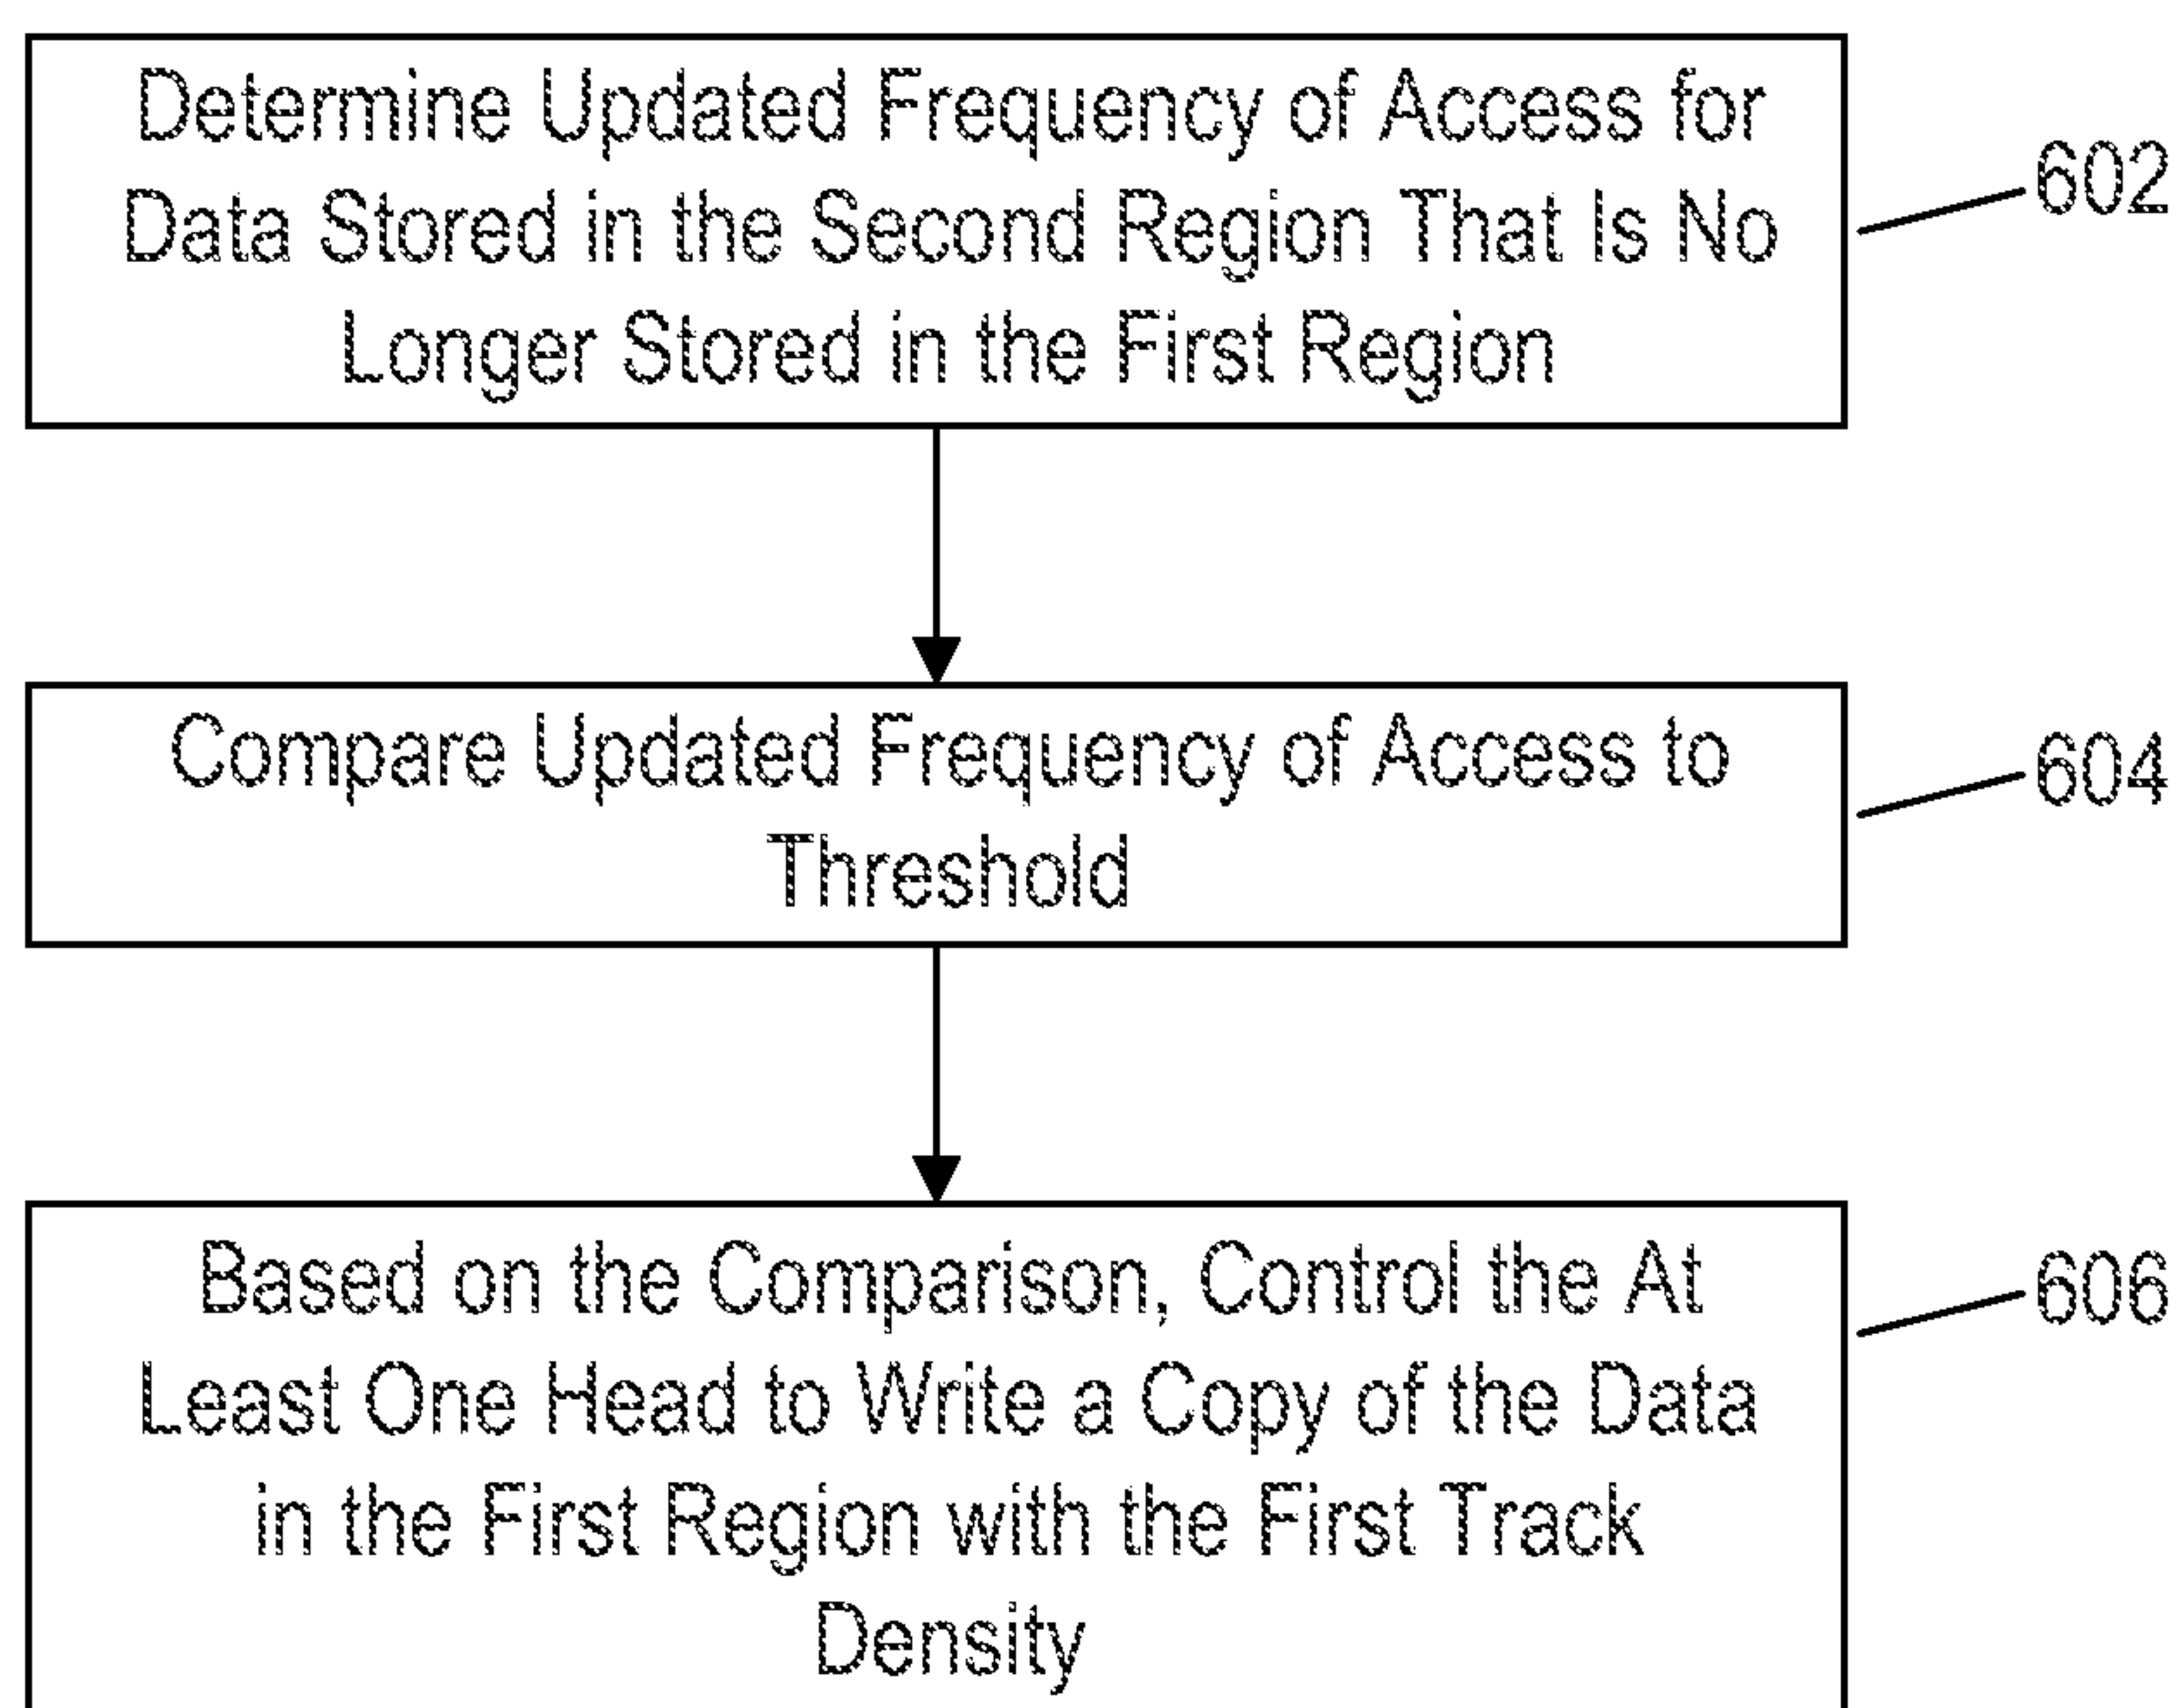 Determine Updated Frequency of Access for
Data Stored in the Second Region That Is No
Longer Stored in the First Region
602
Compare Updated Frequency of Access to
Threshold
604
Based on the Comparison, Control the At
Least One Head to Write a Copy of the Data
in the First Region with the First Track
Density
606